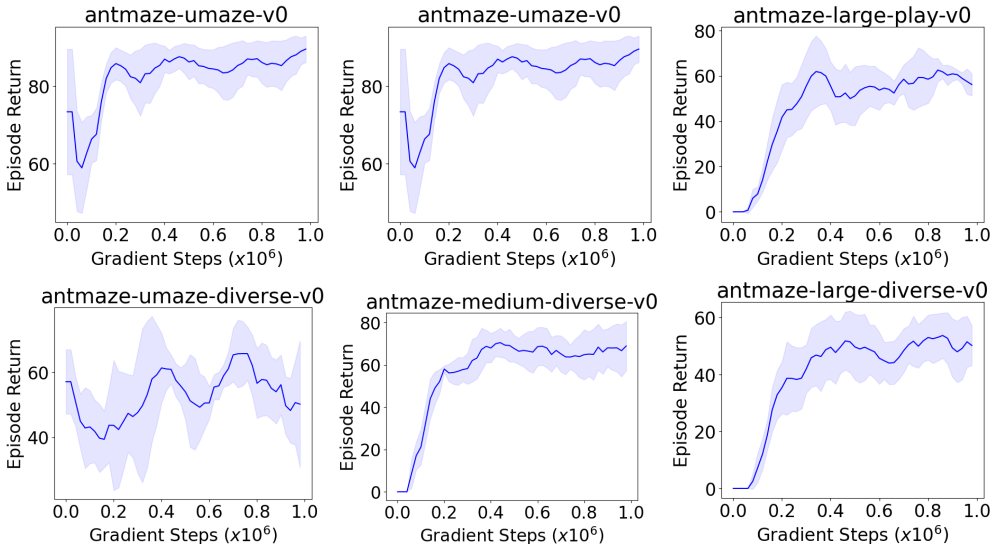 antmaze-umaze-v0
Episode Return
80
60
0.0 0.2 0.4 0.6 0.8 1.0
Gradient Steps (x10^6)
antmaze-umaze-v0
Episode Return
80
60
0.0 0.2 0.4 0.6 0.8 1.0
Gradient Steps (x10^6)
antmaze-large-play-v0
Episode Return
80
60
40
20
0
0.0 0.2 0.4 0.6 0.8 1.0
Gradient Steps (x10^6)
antmaze-umaze-diverse-v0
Episode Return
60
40
0.0 0.2 0.4 0.6 0.8 1.0
Gradient Steps (x10^6)
antmaze-medium-diverse-v0
Episode Return
80
60
40
20
0
0.0 0.2 0.4 0.6 0.8 1.0
Gradient Steps (x10^6)
antmaze-large-diverse-v0
Episode Return
60
40
20
0
0.0 0.2 0.4 0.6 0.8 1.0
Gradient Steps (x10^6)